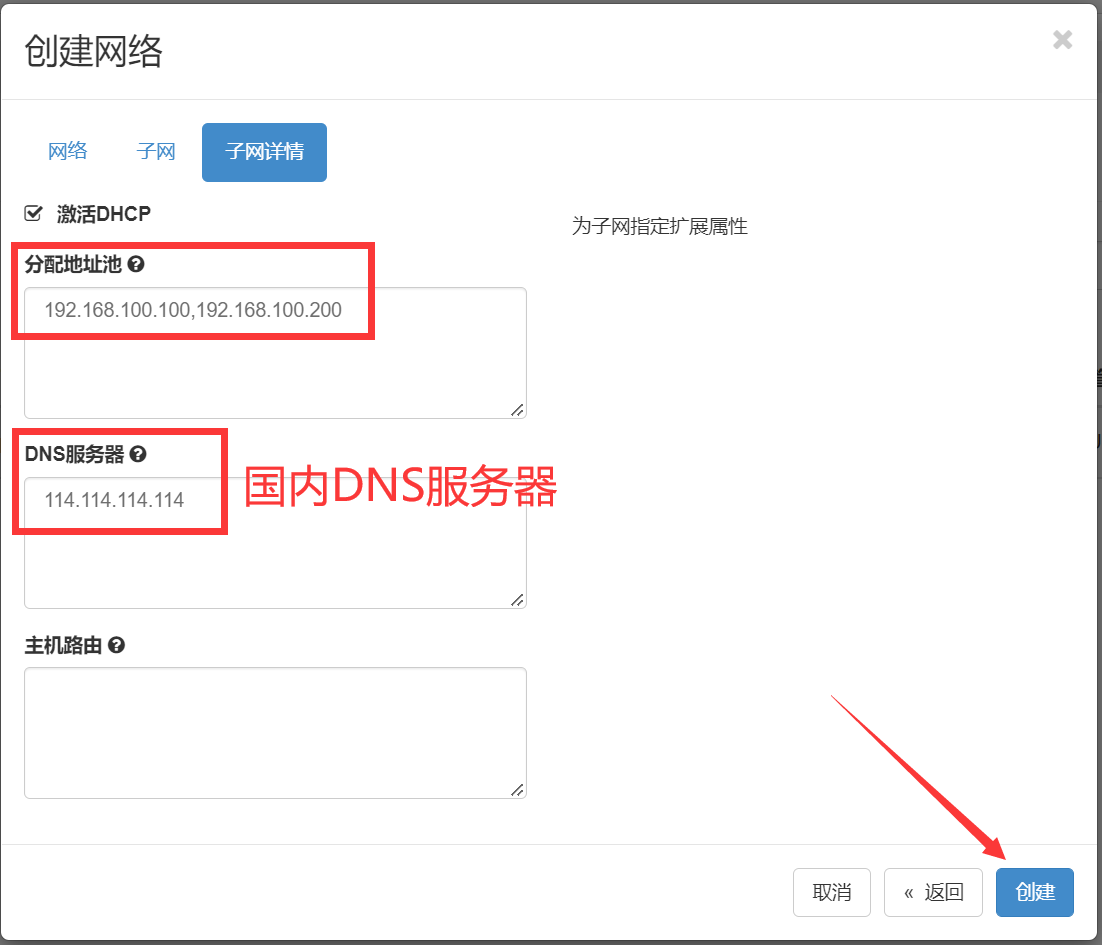 创建网络
网络 子网 子网详情
激活DHCP
为子网指定扩展属性
分配地址池
192.168.100.100,192.168.100.200
DNS服务器
114.114.114.114
国内DNS服务器
主机路由
取消 « 返回 创建